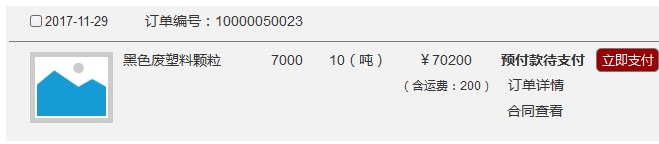 2017-11-29 订单编号：10000050023
黑色废塑料颗粒 7000 10（吨） ￥70200 预付款待支付 立即支付
（含运费：200） 订单详情
合同查看